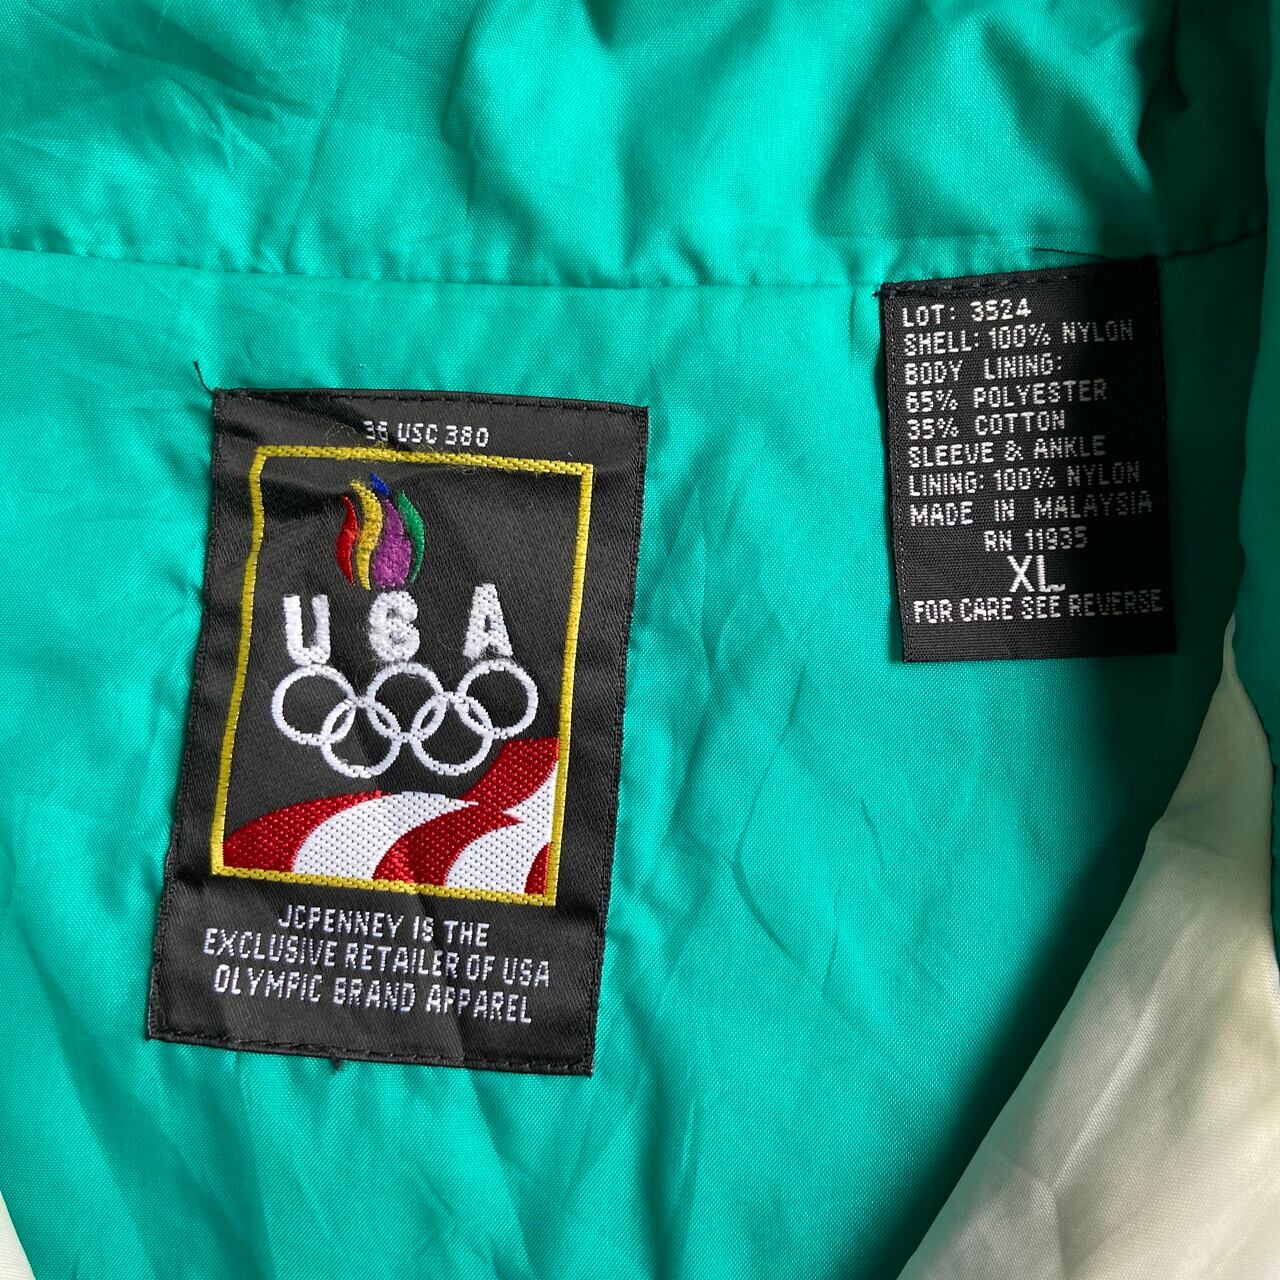 36 USC 380
USA
JCPENNEY IS THE
EXCLUSIVE RETAILER OF USA
OLYMPIC BRAND APPAREL
LOT: 3524
SHELL: 100% NYLON
BODY LINING:
65% POLYESTER
35% COTTON
SLEEVE & ANKLE
LINING: 100% NYLON
MADE IN MALAYSIA
RN 11935
XL
FOR CARE SEE REVERSE